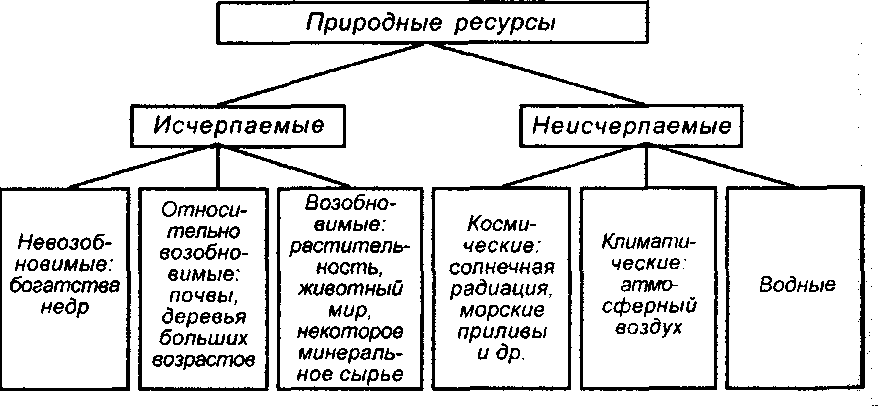 Природные ресурсы
Исчерпаемые
Неисчерпаемые
Невозоб-
новимые:
богатства
недр
Относи-
тельно
возобно-
вимые:
почвы,
деревья
больших
возрастов
Возобно-
вимые:
раститель-
ность,
животный
мир,
некоторое
минераль-
ное сырье
Косми-
ческие:
солнечная
радиация,
морские
приливы
и др.
Климати-
ческие:
атмо-
сферный
воздух
Водные